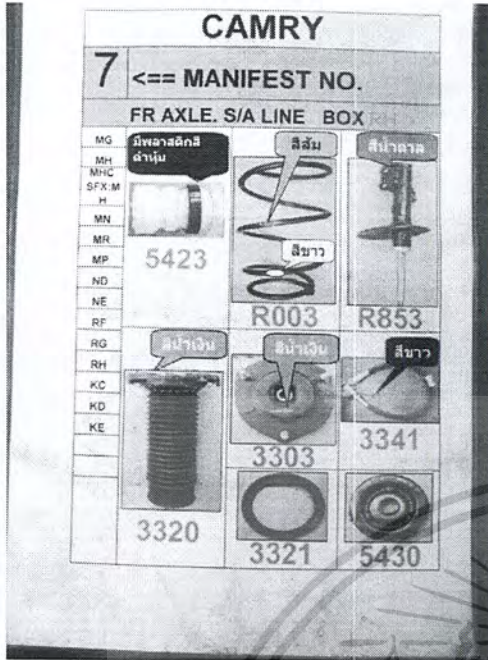 CAMRY
7 <== MANIFEST NO.
FR AXLE. S/A LINE BOX RH
MG
MH
MHC
SFX:M
H
MN
MR
MP
ND
NE
RF
RG
RH
KC
KD
KE
มีพลาสติกสี
ดำหุ้ม
5423
สีส้ม
สีขาว
R003
สีน้ำตาล
R853
สีน้ำเงิน
3320
สีน้ำเงิน
3303
สีขาว
3341
3321
5430